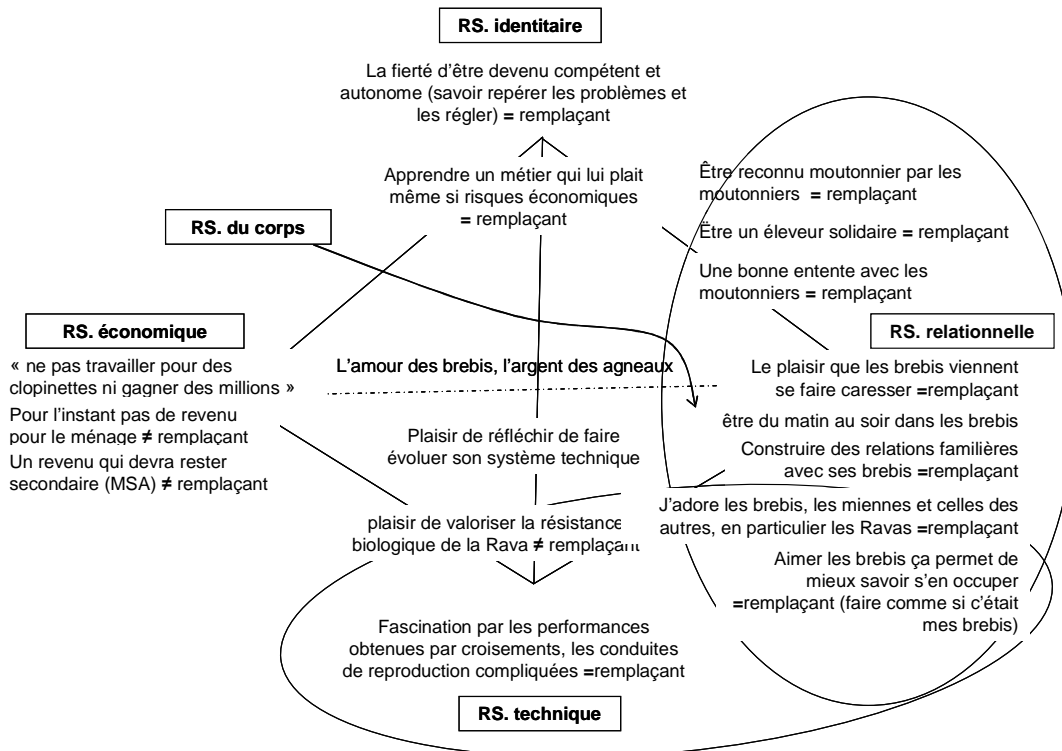 RS. identitaire
La fierté d'être devenu compétent et
autonome (savoir repérer les problèmes et
les régler) = remplaçant
Apprendre un métier qui lui plait
même si risques économiques
= remplaçant
RS. du corps
Être reconnu moutonnier par les
moutonniers = remplaçant
Ëtre un éleveur solidaire = remplaçant
Une bonne entente avec les
moutonniers = remplaçant
RS. économique
« ne pas travailler pour des
clopinettes ni gagner des millions »
Pour l'instant pas de revenu
pour le ménage ≠ remplaçant
Un revenu qui devra rester
secondaire (MSA) ≠ remplaçant
L'amour des brebis, l'argent des agneaux
RS. relationnelle
Le plaisir que les brebis viennent
se faire caresser =remplaçant
être du matin au soir dans les brebis
Construire des relations familières
avec ses brebis =remplaçant
J'adore les brebis, les miennes et celles des
autres, en particulier les Ravas =remplaçant
Aimer les brebis ça permet de
mieux savoir s'en occuper
=remplaçant (faire comme si c'était
mes brebis)
Plaisir de réfléchir de faire
évoluer son système technique
plaisir de valoriser la résistance
biologique de la Rava ≠ remplaçant
Fascination par les performances
obtenues par croisements, les conduites
de reproduction compliquées =remplaçant
RS. technique